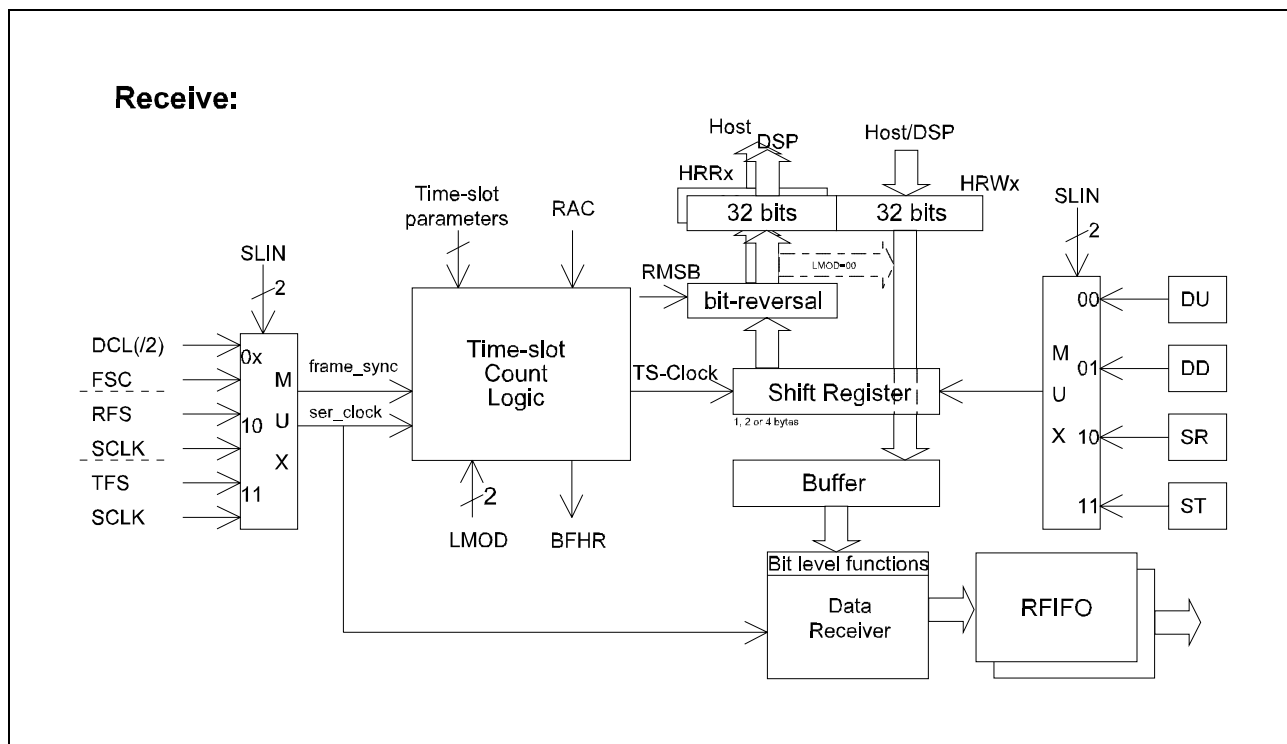 Receive:
Host
DSP
Host/DSP
HRRx
HRWx
Time-slot
parameters
RAC
32 bits
32 bits
SLIN
2
SLIN
2
LMOD=00
RMSB
bit-reversal
00
DU
DCL(/2)
0x
M
U
X
frame_sync
Time-slot
Count
Logic
TS-Clock
Shift Register
M
U
X
01
DD
FSC
RFS
10
ser_clock
1, 2 or 4 bytas
10
SR
SCLK
TFS
11
2
Buffer
11
ST
SCLK
LMOD
BFHR
Bit level functions
Data
Receiver
RFIFO